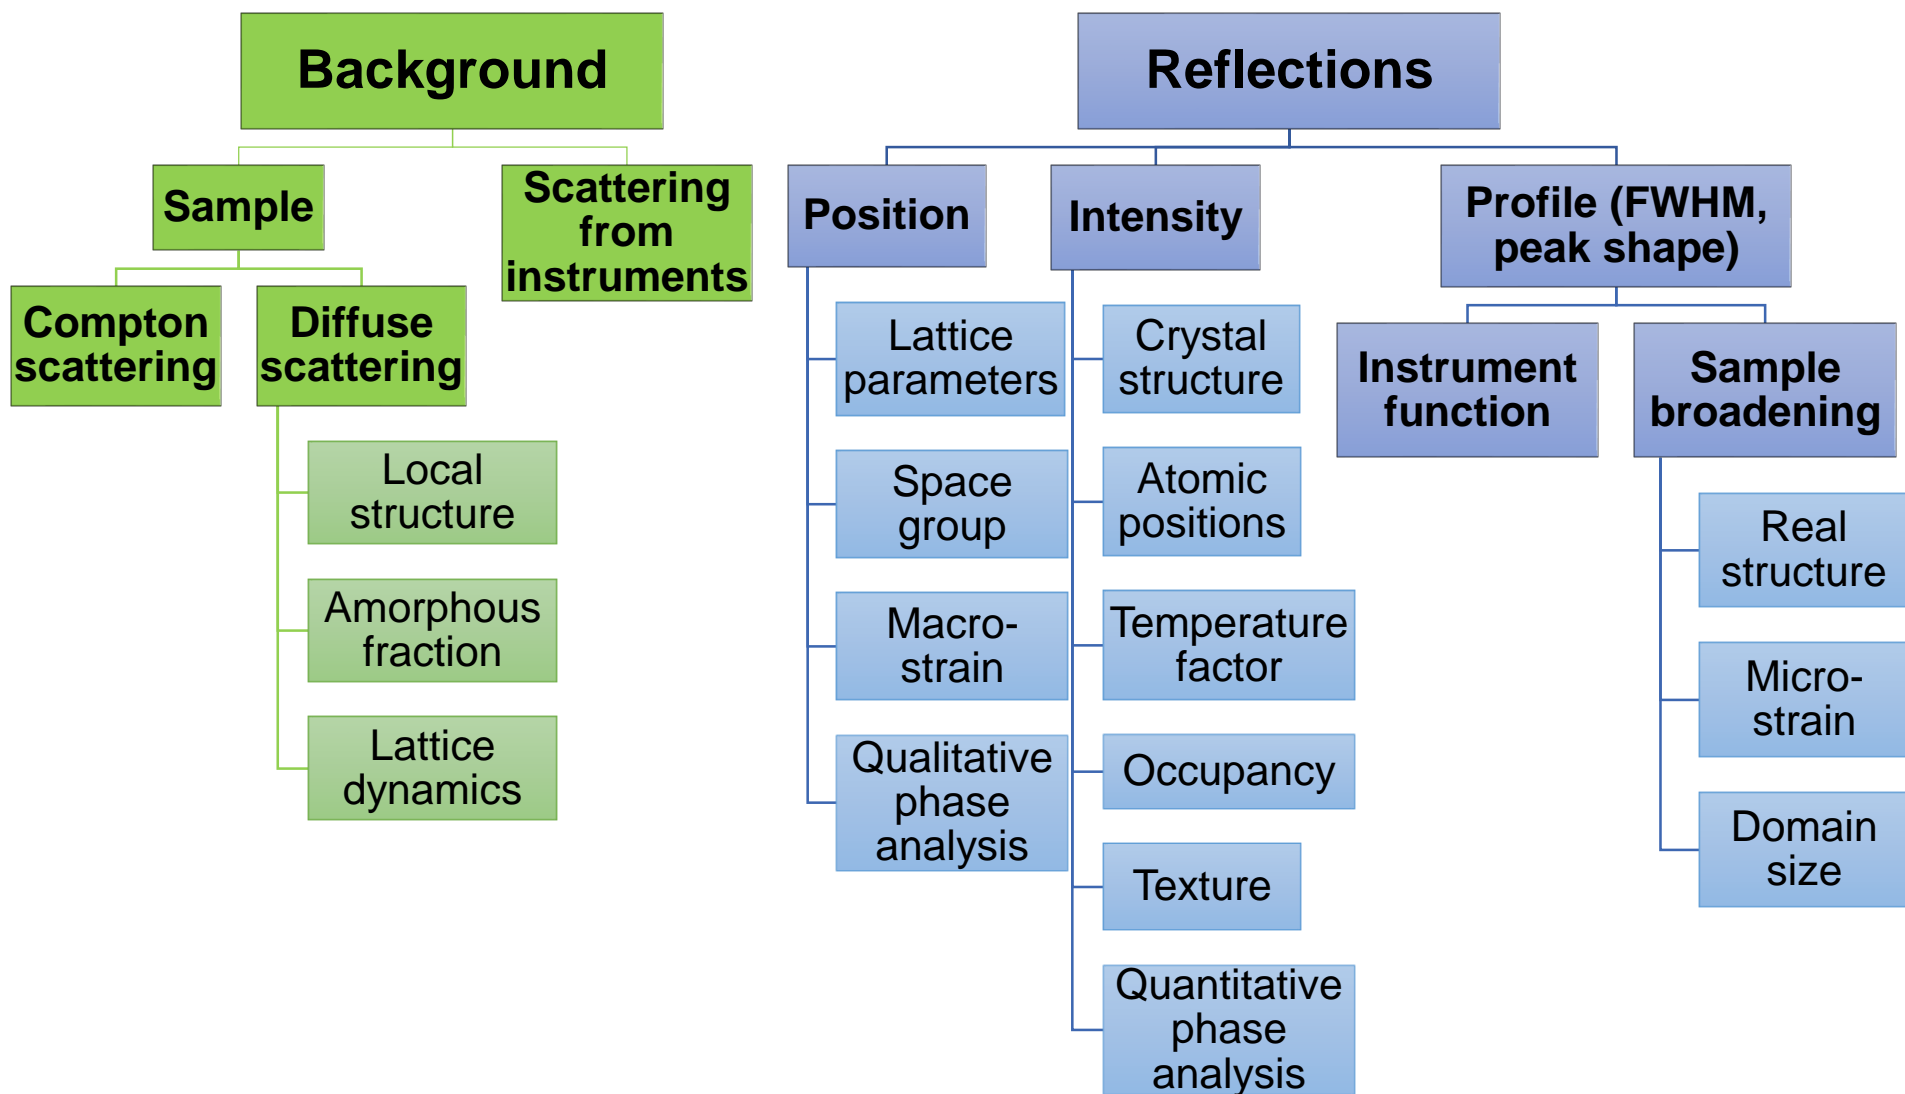 Background
Sample
Scattering
from
instruments
Compton
scattering
Diffuse
scattering
Local
structure
Amorphous
fraction
Lattice
dynamics
Reflections
Position
Lattice
parameters
Space
group
Macro-
strain
Qualitative
phase
analysis
Intensity
Crystal
structure
Atomic
positions
Temperature
factor
Occupancy
Texture
Quantitative
phase
analysis
Profile (FWHM,
peak shape)
Instrument
function
Sample
broadening
Real
structure
Micro-
strain
Domain
size